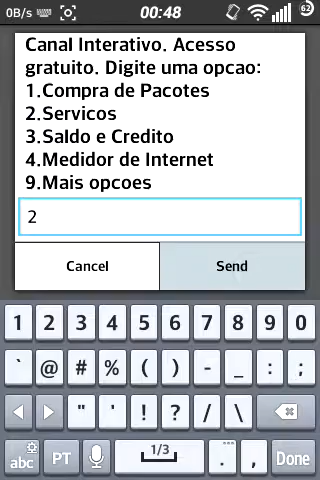 0B/s 00:48 62
Canal Interativo. Acesso
gratuito. Digite uma opcao:
1.Compra de Pacotes
2.Servicos
3.Saldo e Credito
4.Medidor de Internet
9.Mais opcoes
2
Cancel Send
1 2 3 4 5 6 7 8 9 0
` @ # % ( ) - _ : ;
" ' ! ? / \
abc PT 1/3 . , Done